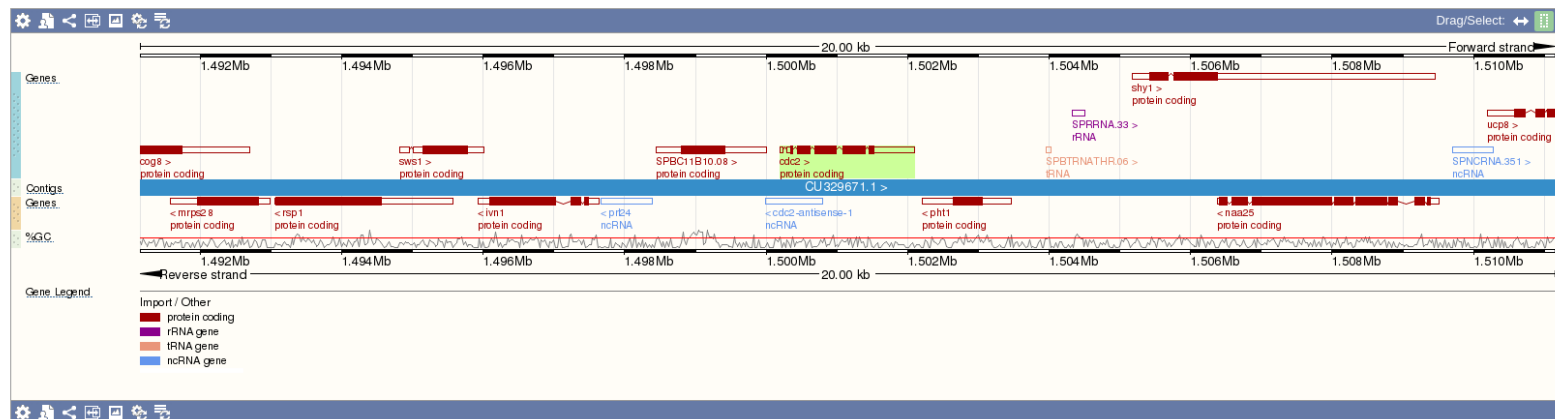 Drag/Select:
20.00 kb Forward strand
1.492Mb 1.494Mb 1.496Mb 1.498Mb 1.500Mb 1.502Mb 1.504Mb 1.506Mb 1.508Mb 1.510Mb
Genes
shy1 >
protein coding
SPRRNA.33 >
rRNA
ucp8 >
protein coding
cog8 > sws1 > SPBC11B10.08 > cdc2 > SPBTRNATHR.06 > SPNCRNA.351 >
protein coding protein coding protein coding protein coding tRNA ncRNA
Contigs CU329671.1 >
Genes
< mrps28 < rsp1 < ivn1 < prl24 < cdc2-antisense-1 < pht1 < naa25
protein coding protein coding protein coding ncRNA ncRNA protein coding protein coding
%GC
1.492Mb 1.494Mb 1.496Mb 1.498Mb 1.500Mb 1.502Mb 1.504Mb 1.506Mb 1.508Mb 1.510Mb
Reverse strand 20.00 kb
Gene Legend
Import / Other
protein coding
rRNA gene
tRNA gene
ncRNA gene